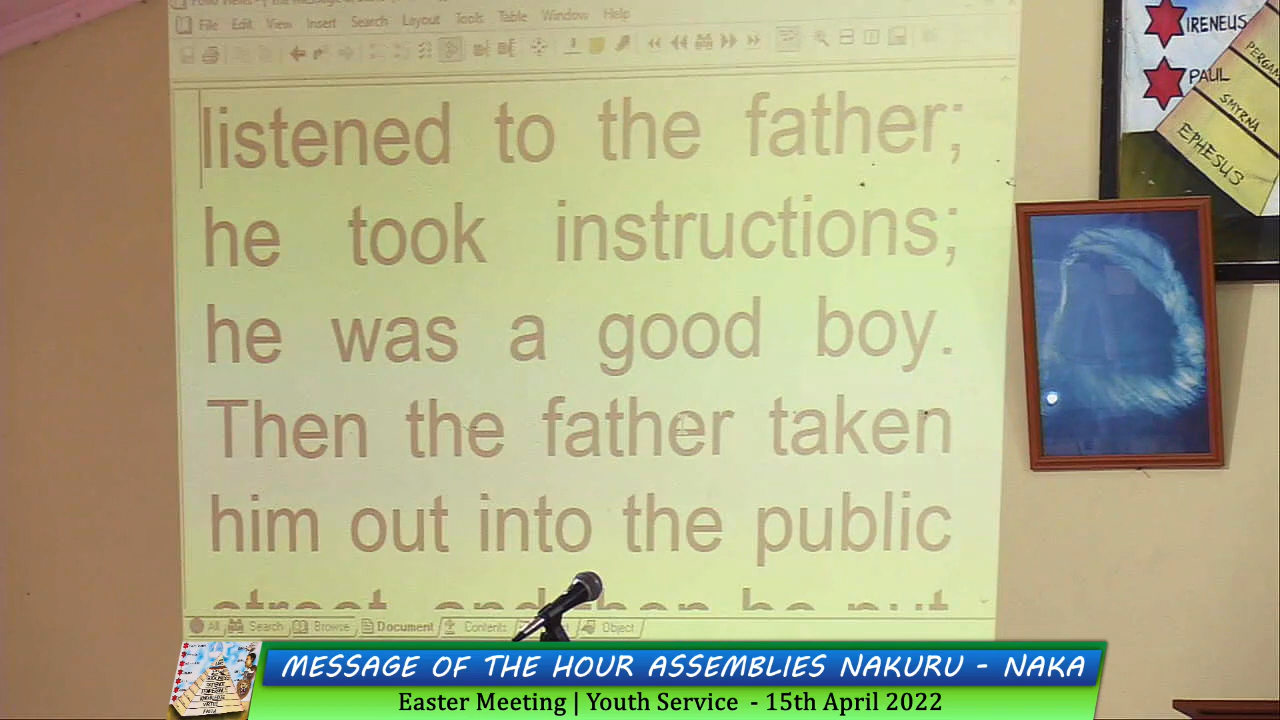 File Edit View Insert Search Layout Tools Table Window Help
listened to the father;
he took instructions;
he was a good boy.
Then the father taken
him out into the public
All Search Browse Document Contents Object
IRENEUS
PAUL
SMYRNA
EPHESUS
MESSAGE OF THE HOUR ASSEMBLIES NAKURU - NAKA
Easter Meeting | Youth Service - 15th April 2022